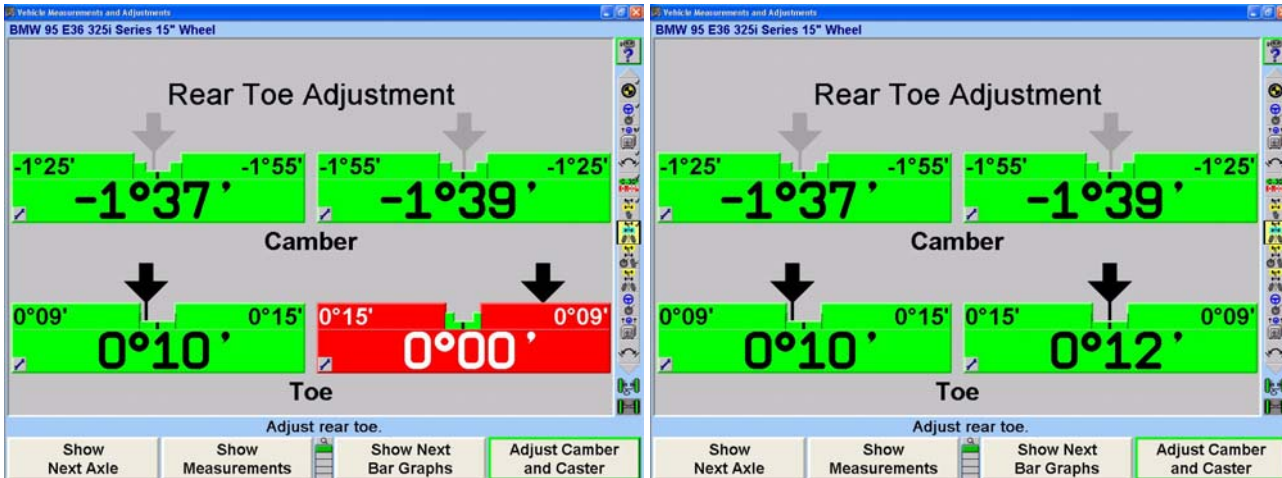 Vehicle Measurements and Adjustments
BMW 95 E36 325i Series 15" Wheel
Rear Toe Adjustment
-1°25' -1°55' -1°55' -1°25'
-1°37' -1°39'
Camber
0°09' 0°15' 0°15' 0°09'
0°10' 0°00'
Toe
Adjust rear toe.
Show Next Axle
Show Measurements
Show Next Bar Graphs
Adjust Camber and Caster
Vehicle Measurements and Adjustments
BMW 95 E36 325i Series 15" Wheel
Rear Toe Adjustment
-1°25' -1°55' -1°55' -1°25'
-1°37' -1°39'
Camber
0°09' 0°15' 0°15' 0°09'
0°10' 0°12'
Toe
Adjust rear toe.
Show Next Axle
Show Measurements
Show Next Bar Graphs
Adjust Camber and Caster